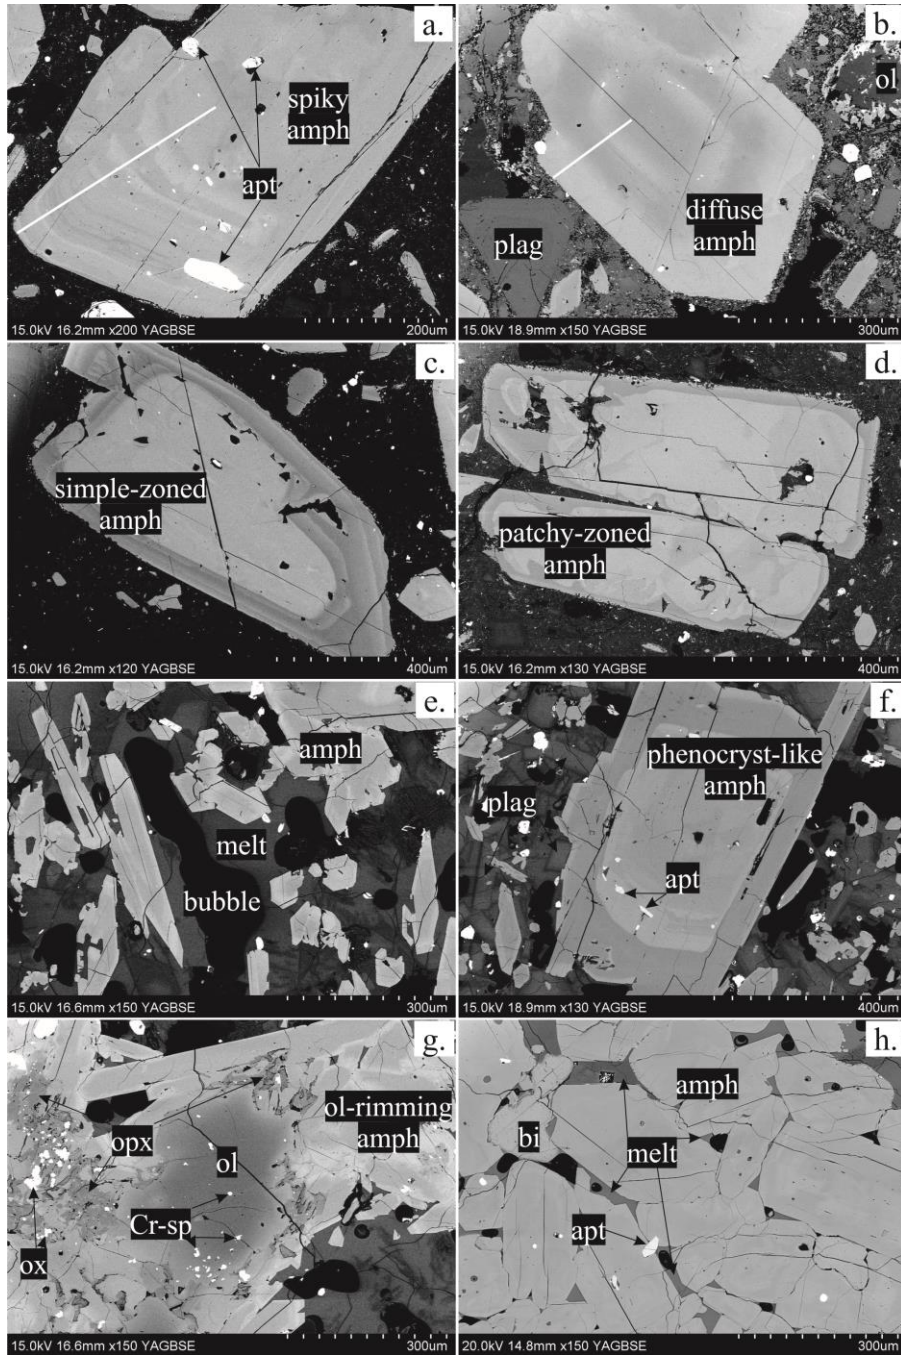 a.
spiky
amph
apt
15.0kV 16.2mm x200 YAGBSE 200um
b.
ol
diffuse
amph
plag
15.0kV 18.9mm x150 YAGBSE 300um
c.
simple-zoned
amph
15.0kV 16.2mm x120 YAGBSE 400um
d.
patchy-zoned
amph
15.0kV 16.2mm x130 YAGBSE 400um
e.
amph
melt
bubble
15.0kV 16.6mm x150 YAGBSE 300um
f.
phenocryst-like
amph
plag
apt
15.0kV 18.9mm x130 YAGBSE 400um
g.
ol-rimming
amph
opx
ol
Cr-sp
ox
15.0kV 16.6mm x150 YAGBSE 300um
h.
amph
bi
melt
apt
20.0kV 14.8mm x150 YAGBSE 300um